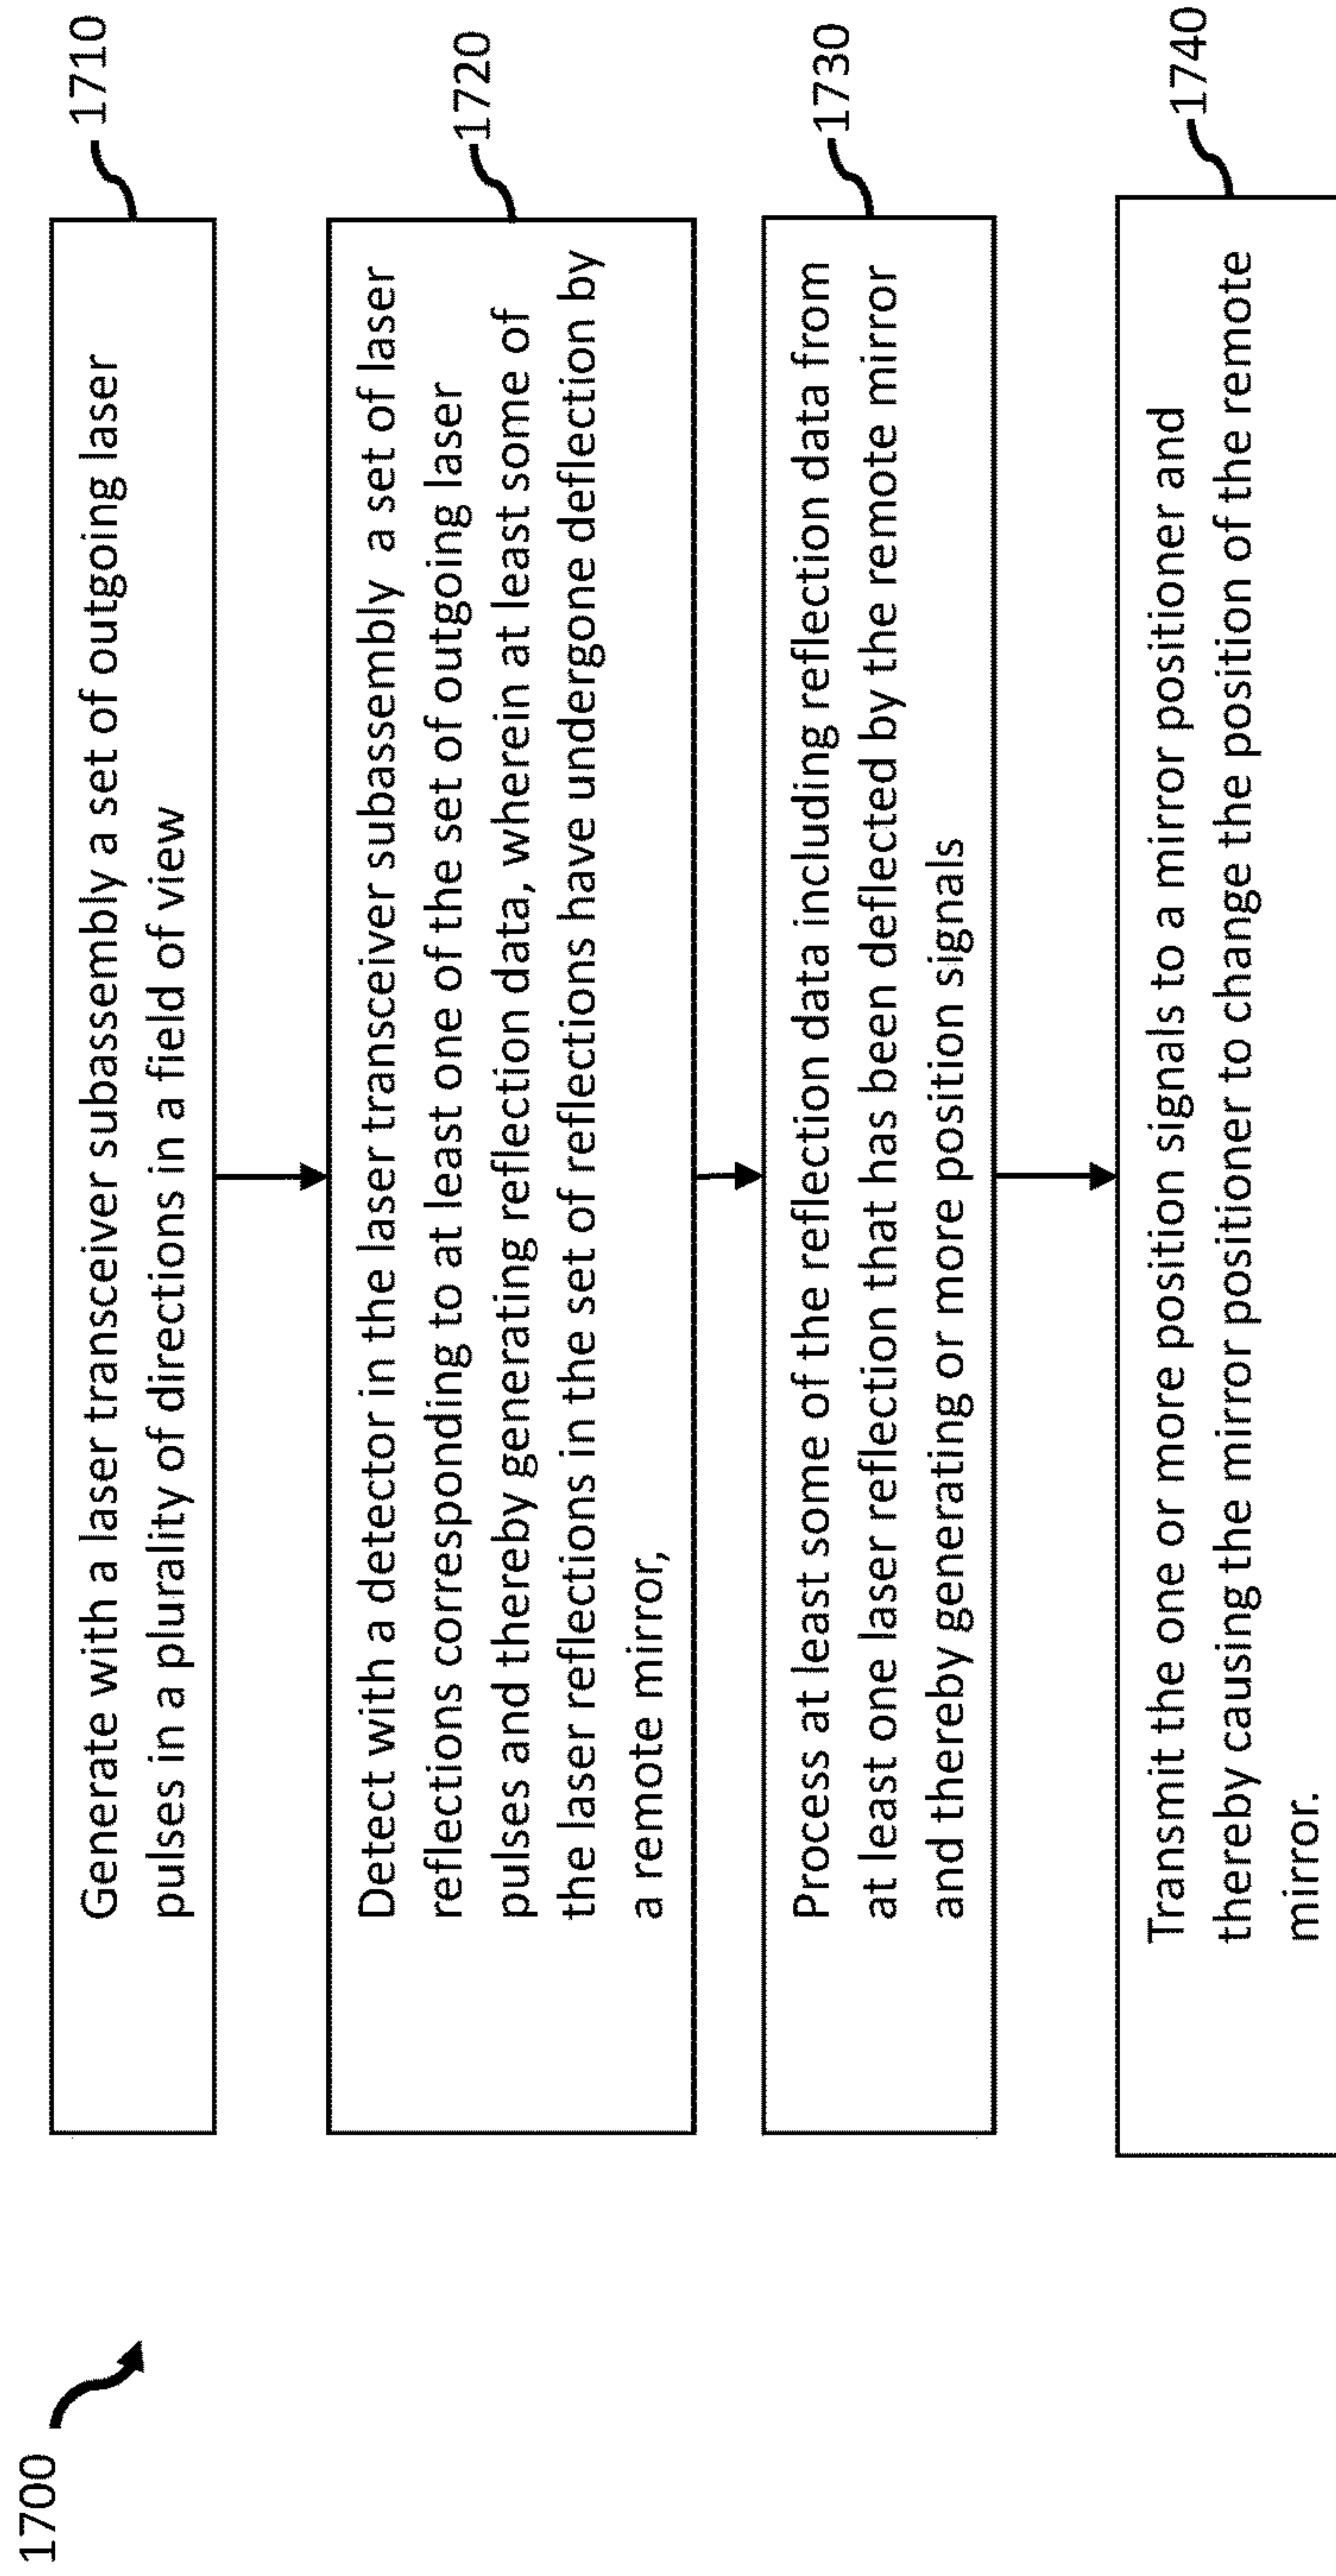 1700
1710
Generate with a laser transceiver subassembly a set of outgoing laser
pulses in a plurality of directions in a field of view
1720
Detect with a detector in the laser transceiver subassembly a set of laser
reflections corresponding to at least one of the set of outgoing laser
pulses and thereby generating reflection data, wherein at least some of
the laser reflections in the set of reflections have undergone deflection by
a remote mirror,
1730
Process at least some of the reflection data including reflection data from
at least one laser reflection that has been deflected by the remote mirror
and thereby generating or more position signals
1740
Transmit the one or more position signals to a mirror positioner and
thereby causing the mirror positioner to change the position of the remote
mirror.